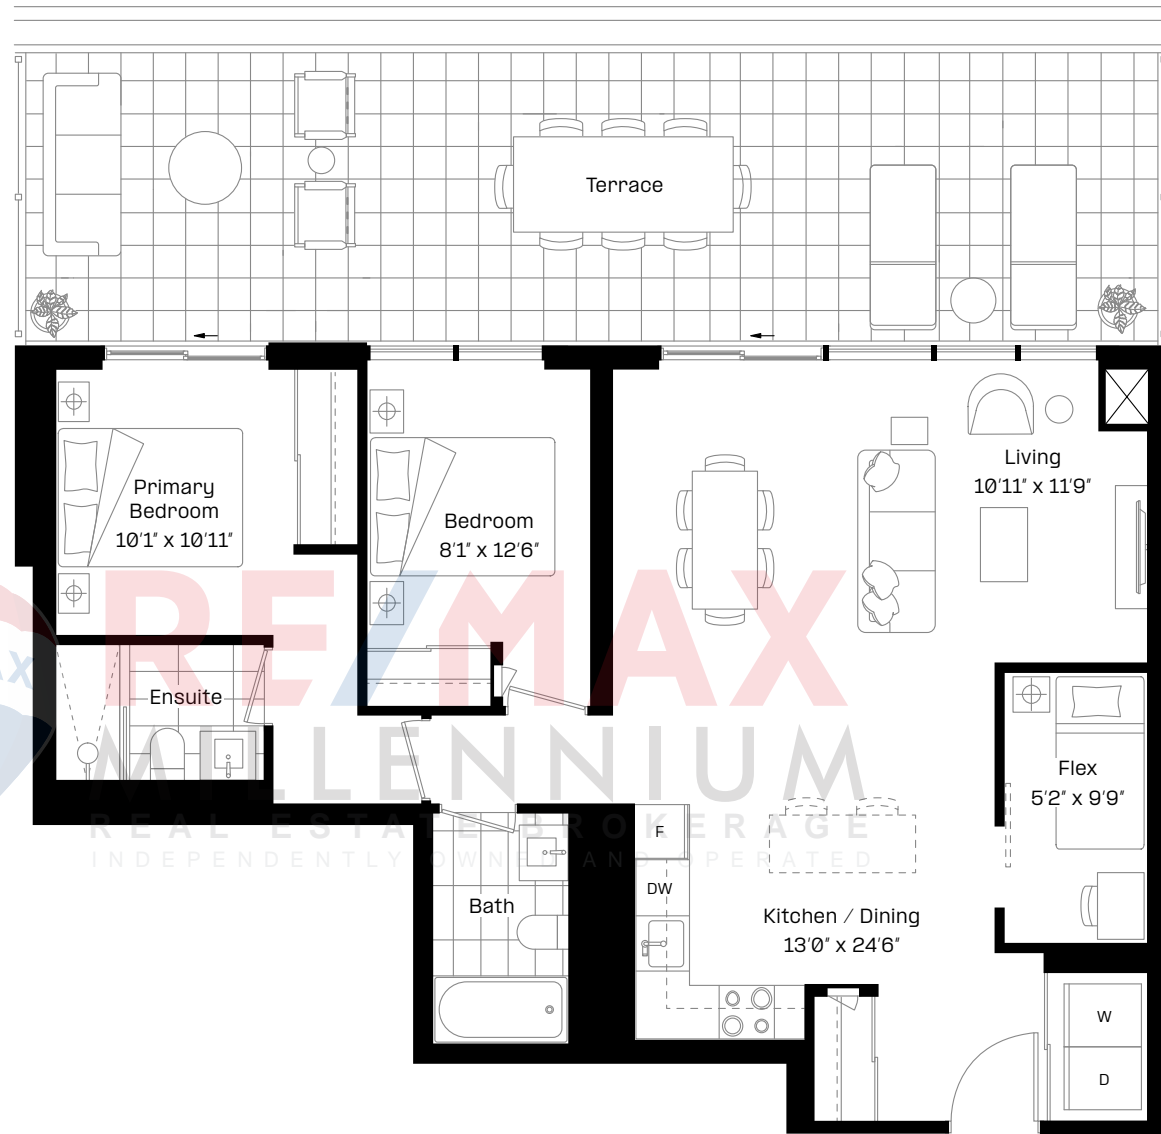 Terrace
Living
10'11" x 11'9"
Primary
Bedroom
10'1" x 10'11"
Bedroom
8'1" x 12'6"
RE/MAX
AX
Ensuite
MILLENNIUM
Flex
5'2" x 9'9"
REAL ESTATE BROKERAGE
F
INDEPENDENTLY OWNED AND OPERATED
DW
Bath
Kitchen / Dining
13'0" x 24'6"
W
D